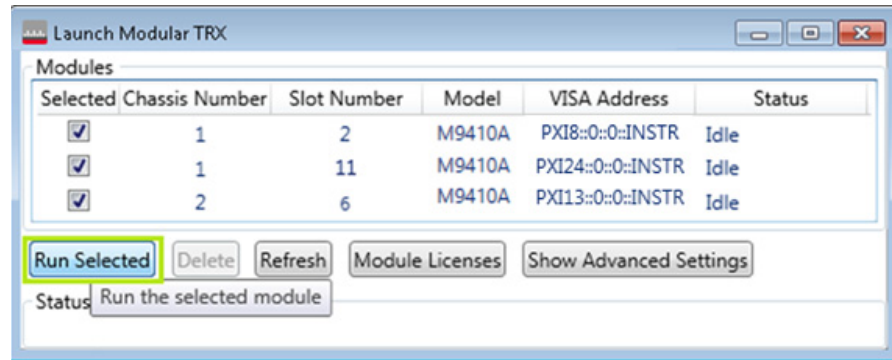 Launch Modular TRX
Modules
Selected Chassis Number Slot Number Model VISA Address Status
1 2 M9410A PXI8::0::0::INSTR Idle
1 11 M9410A PXI24::0::0::INSTR Idle
2 6 M9410A PXI13::0::0::INSTR Idle
Run Selected Delete Refresh Module Licenses Show Advanced Settings
Status Run the selected module